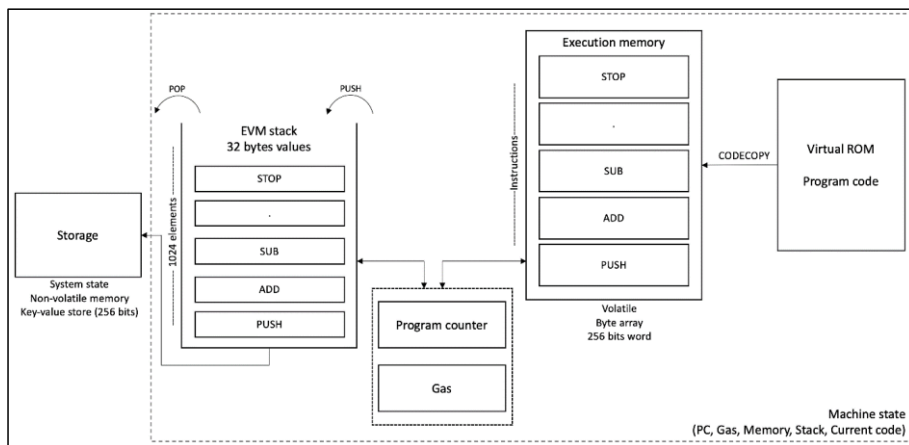 Storage
System state
Non-volatile memory
Key-value store (256 bits)
POP
PUSH
EVM stack
32 bytes values
1024 elements
STOP
.
SUB
ADD
PUSH
Program counter
Gas
Execution memory
Instructions
STOP
.
SUB
ADD
PUSH
Volatile
Byte array
256 bits word
CODECOPY
Virtual ROM
Program code
Machine state
(PC, Gas, Memory, Stack, Current code)